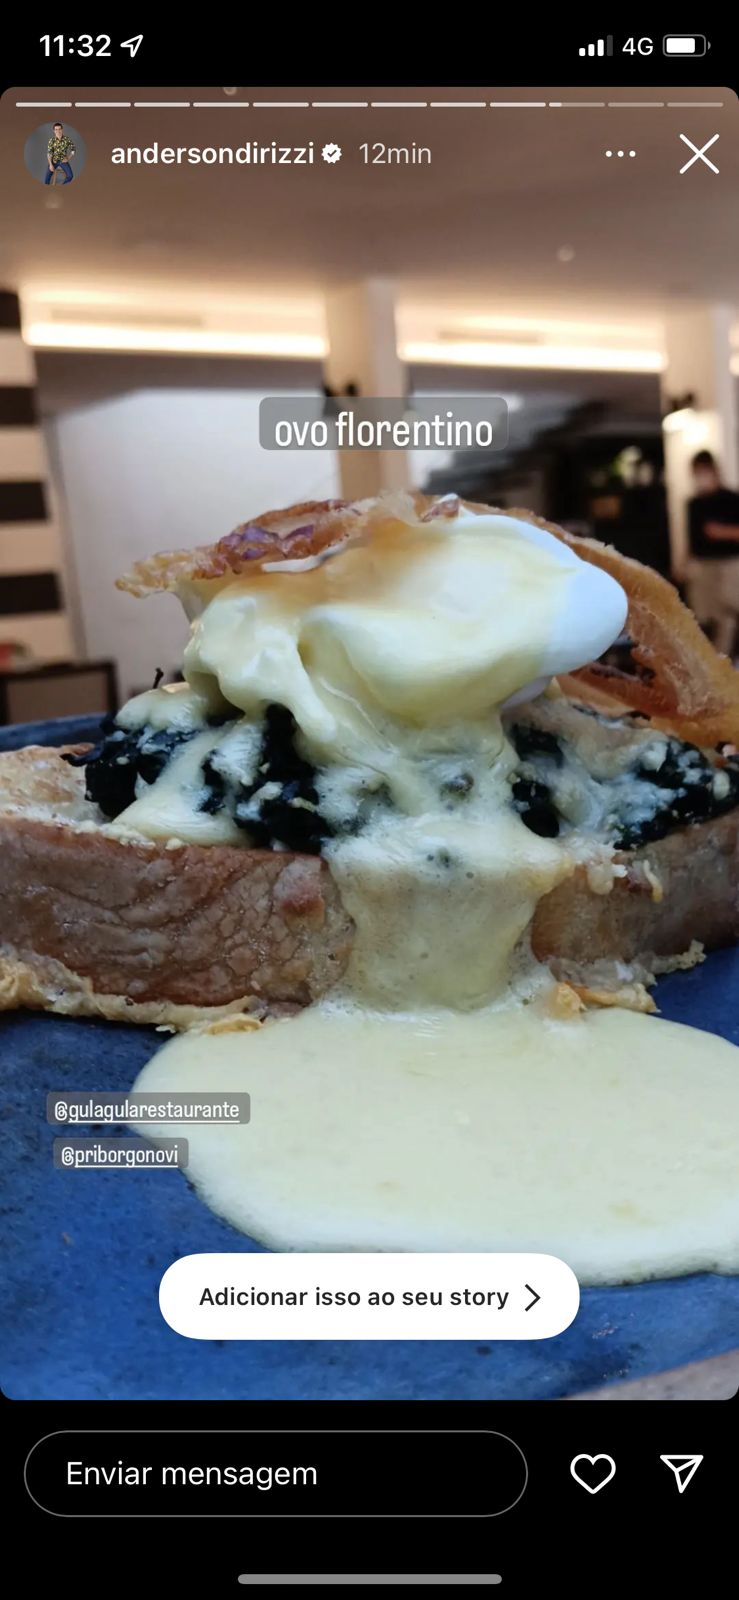 11:32
4G
andersondirizzi 12min
ovo florentino
@gulagularestaurante
@priborgonovi
Adicionar isso ao seu story
Enviar mensagem